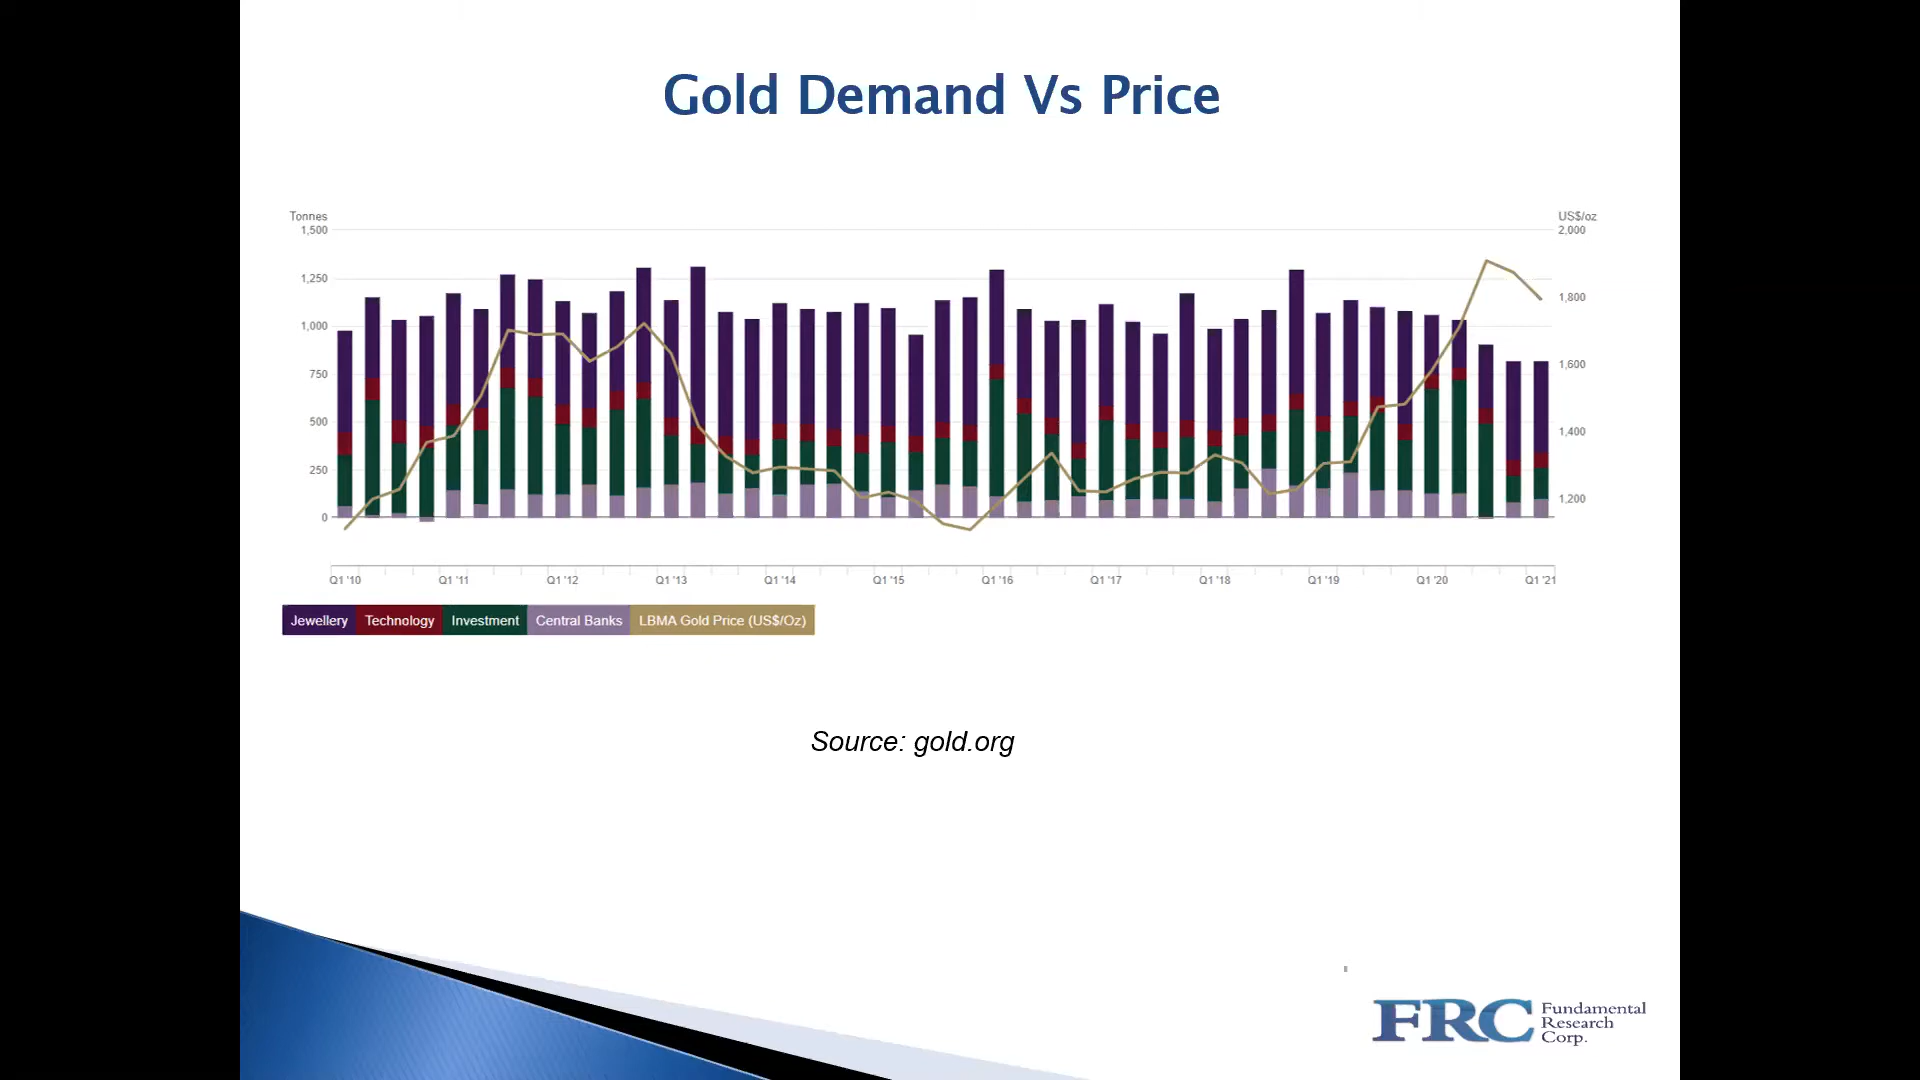 Gold Demand Vs Price
Tonnes
US$/oz
1,500
2,000
1,250
1,800
1,000
1,600
750
500
1,400
250
1,200
0
Q1 '10 Q1 '11 Q1 '12 Q1 '13 Q1 '14 Q1 '15 Q1 '16 Q1 '17 Q1 '18 Q1 '19 Q1 '20 Q1 '21
Jewellery Technology Investment Central Banks LBMA Gold Price (US$/Oz)
Source: gold.org
FRC
Fundamental
Research
Corp.